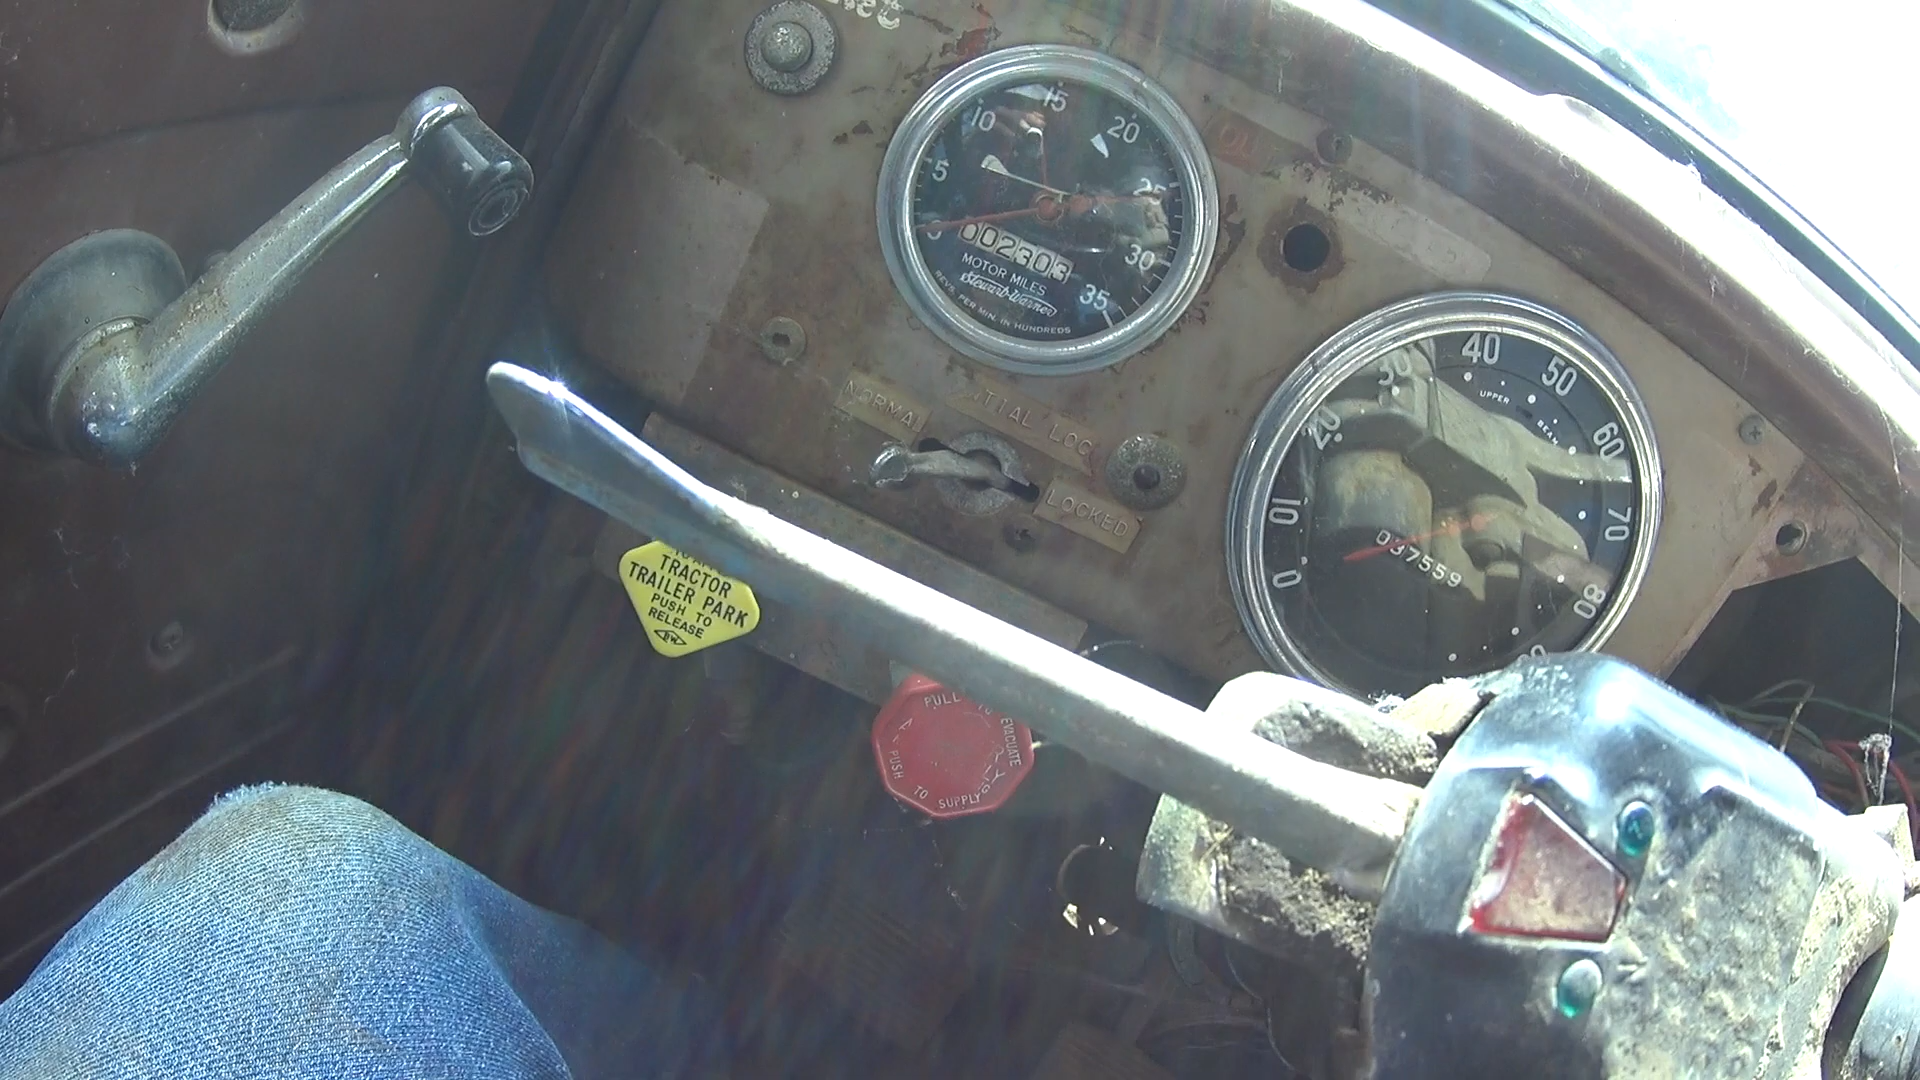 5
10
15
20
25
30
35
002303
MOTOR MILES
Stewart-Warner
REVS. PER MIN. IN HUNDREDS
LOCKED
0
10
20
30
40
50
60
70
80
UPPER BEAM
037559
TRACTOR
TRAILER PARK
PUSH TO
RELEASE
BW
PULL TO EVACUATE
PUSH TO SUPPLY